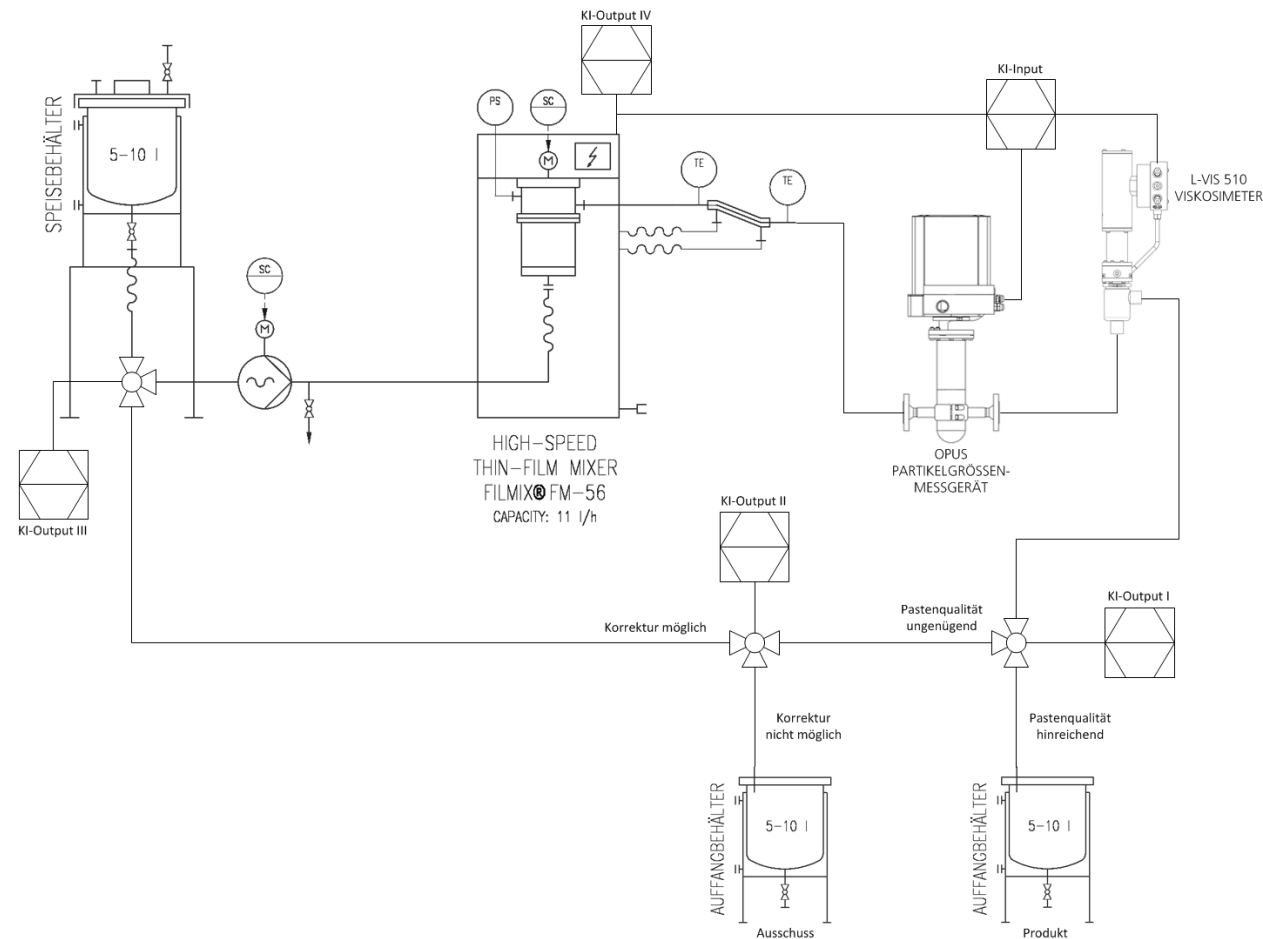 KI-Output IV
KI-Input
PS
SC
SPEISEBEHÄLTER
5-10 l
M
TE
TE
L-VIS 510
VISKOSIMETER
SC
M
HIGH-SPEED
THIN-FILM MIXER
FILMIX® FM-56
CAPACITY: 11 l/h
OPUS
PARTIKELGRÖSSEN-
MESSGERÄT
KI-Output III
KI-Output II
KI-Output I
Korrektur möglich
Pastenqualität
ungenügend
Korrektur
nicht möglich
Pastenqualität
hinreichend
AUFFANGBEHÄLTER
5-10 l
Ausschuss
AUFFANGBEHÄLTER
5-10 l
Produkt